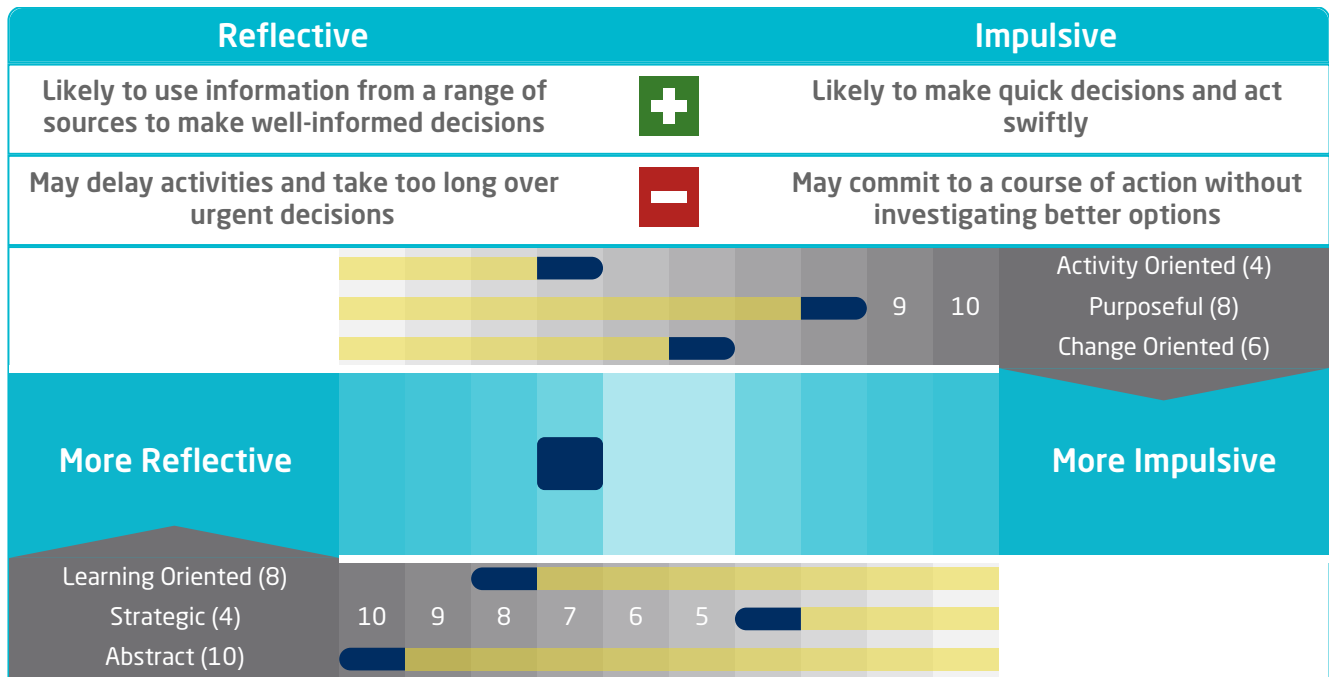 Reflective
Impulsive
Likely to use information from a range of
sources to make well-informed decisions
Likely to make quick decisions and act
swiftly
May delay activities and take too long over
urgent decisions
May commit to a course of action without
investigating better options
Activity Oriented (4)
9 10 Purposeful (8)
Change Oriented (6)
More Reflective
More Impulsive
Learning Oriented (8)
Strategic (4) 10 9 8 7 6 5
Abstract (10)